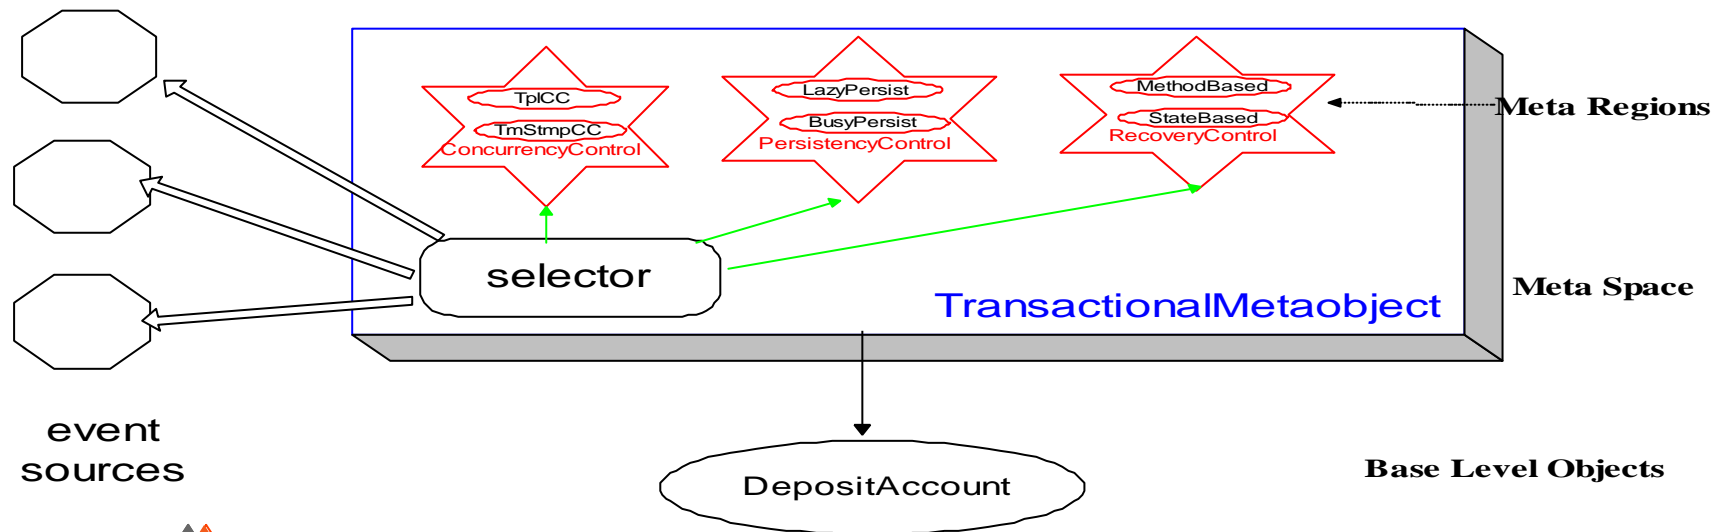 TplCC
TmStmpCC
ConcurrencyControl
LazyPersist
BusyPersist
PersistencyControl
MethodBased
StateBased
RecoveryControl
Meta Regions
selector
TransactionalMetaobject
Meta Space
event
sources
DepositAccount
Base Level Objects